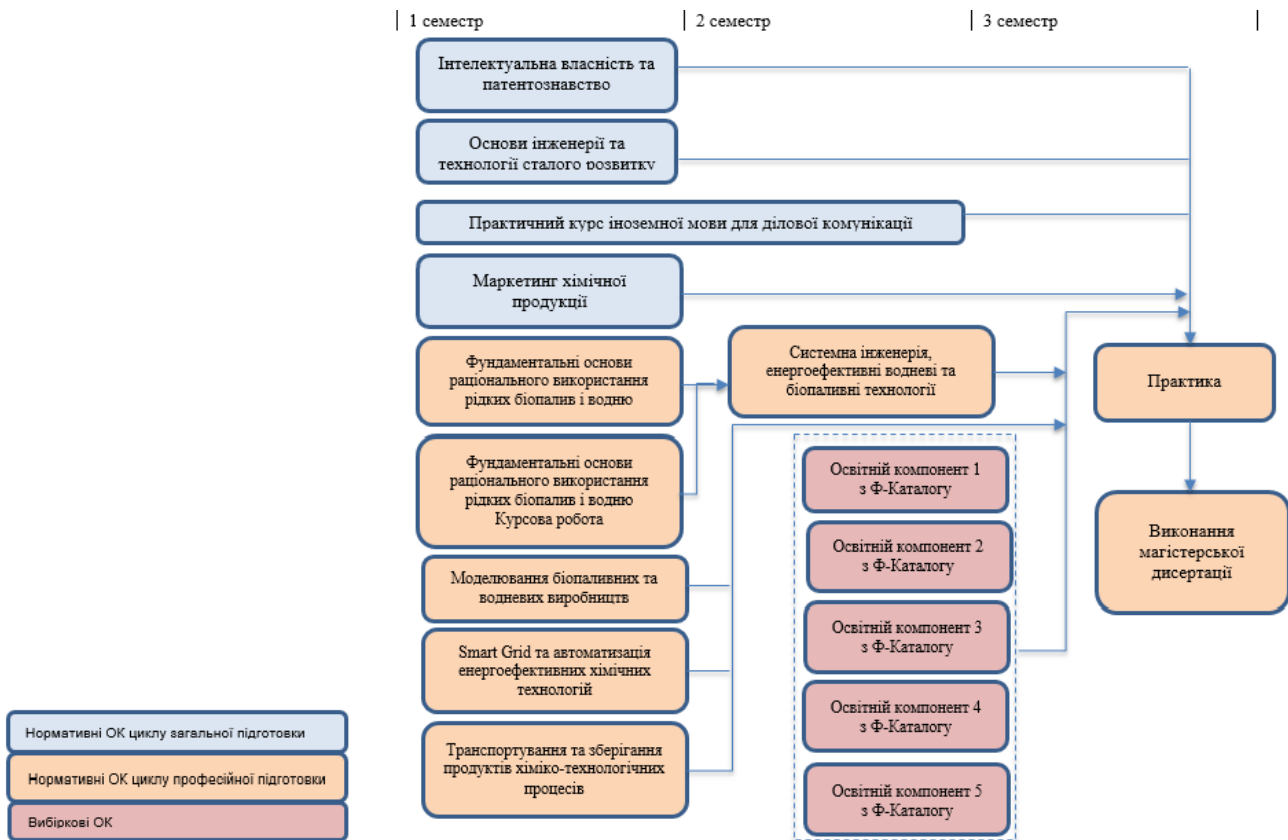 1 семестр
2 семестр
3 семестр
Інтелектуальна власність та
патентознавство
Основи інженерії та
технології сталого розвитку
Практичний курс іноземної мови для ділової комунікації
Маркетинг хімічної
продукції
Фундаментальні основи
раціонального використання
рідких біопалив і водню
Системна інженерія,
енергоефективні водневі та
біопаливні технології
Практика
Фундаментальні основи
раціонального використання
рідких біопалив і водню
Курсова робота
Освітній компонент 1
з Ф-Каталогу
Освітній компонент 2
з Ф-Каталогу
Виконання
магістерської
дисертації
Моделювання біопаливних та
водневих виробництв
Освітній компонент 3
з Ф-Каталогу
Smart Grid та автоматизація
енергоефективних хімічних
технологій
Освітній компонент 4
з Ф-Каталогу
Транспортування та зберігання
продуктів хіміко-технологічних
процесів
Освітній компонент 5
з Ф-Каталогу
Нормативні ОК циклу загальної підготовки
Нормативні ОК циклу професійної підготовки
Вибіркові ОК